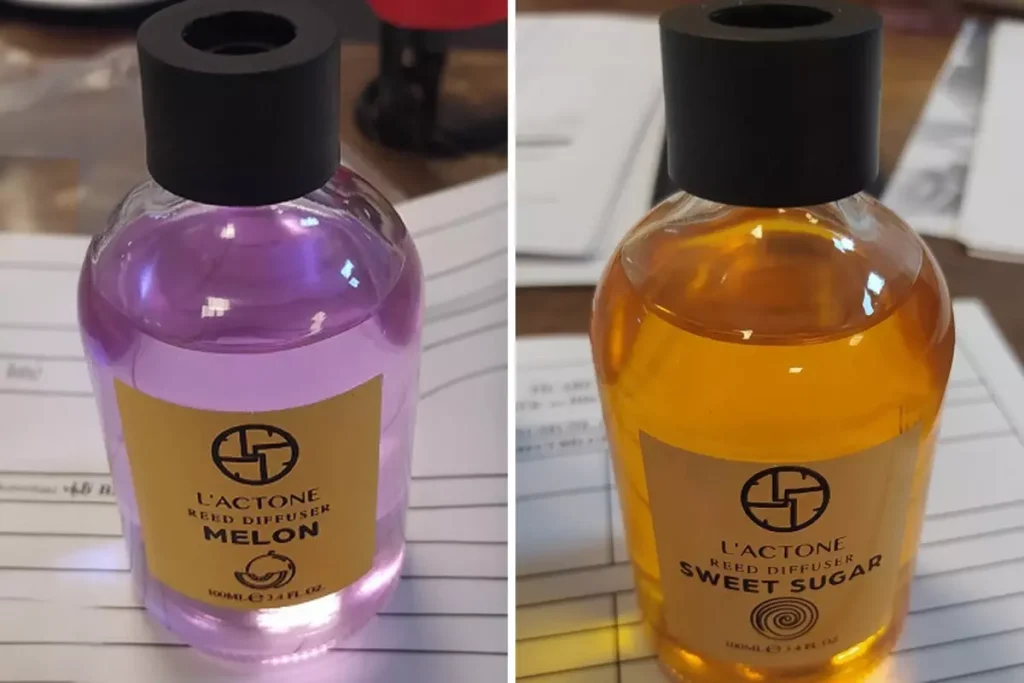 L'ACTONE
REED DIFFUSER
MELON
100ML℮3.4 FL.OZ.
L'ACTONE
REED DIFFUSER
SWEET SUGAR
100ML℮3.4 FL.OZ